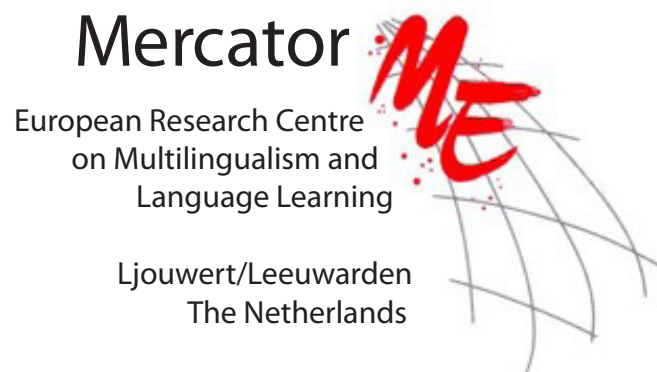 Mercator
ME
European Research Centre
on Multilingualism and
Language Learning
Ljouwert/Leeuwarden
The Netherlands